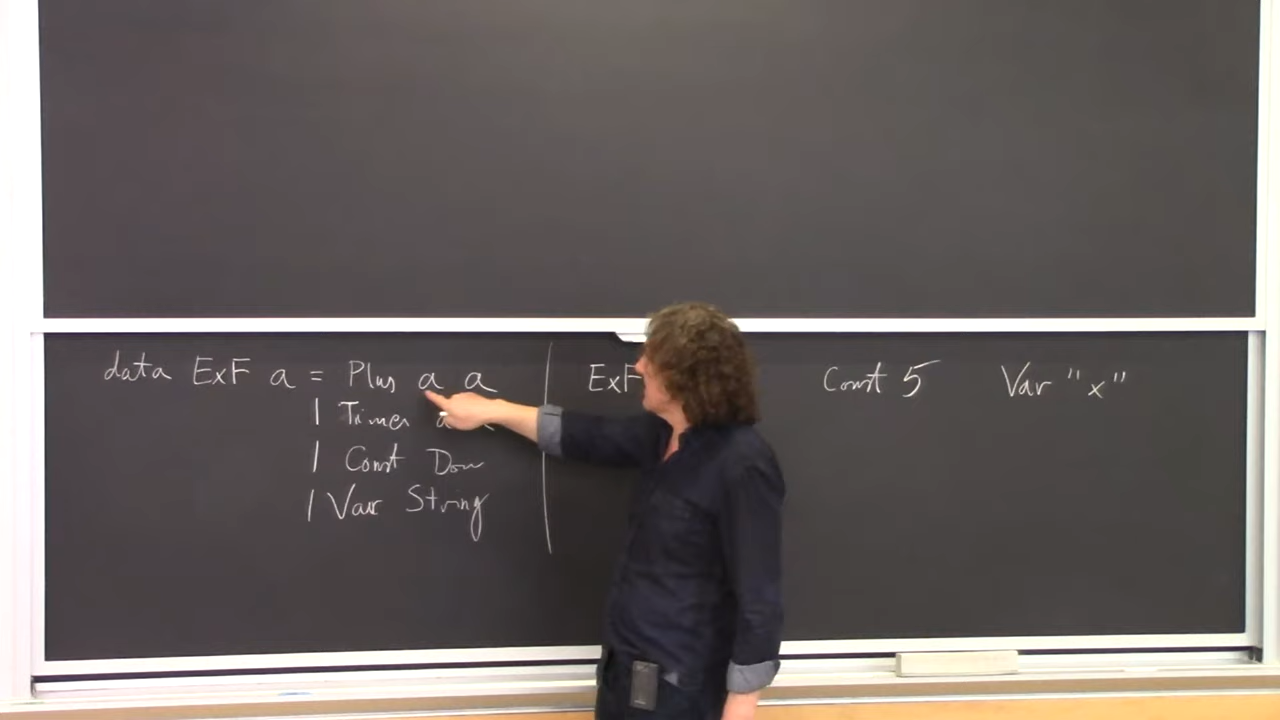 data ExF a = Plus a a
| Times a
| Const Dou
| Var String
ExF
Const 5
Var "x"